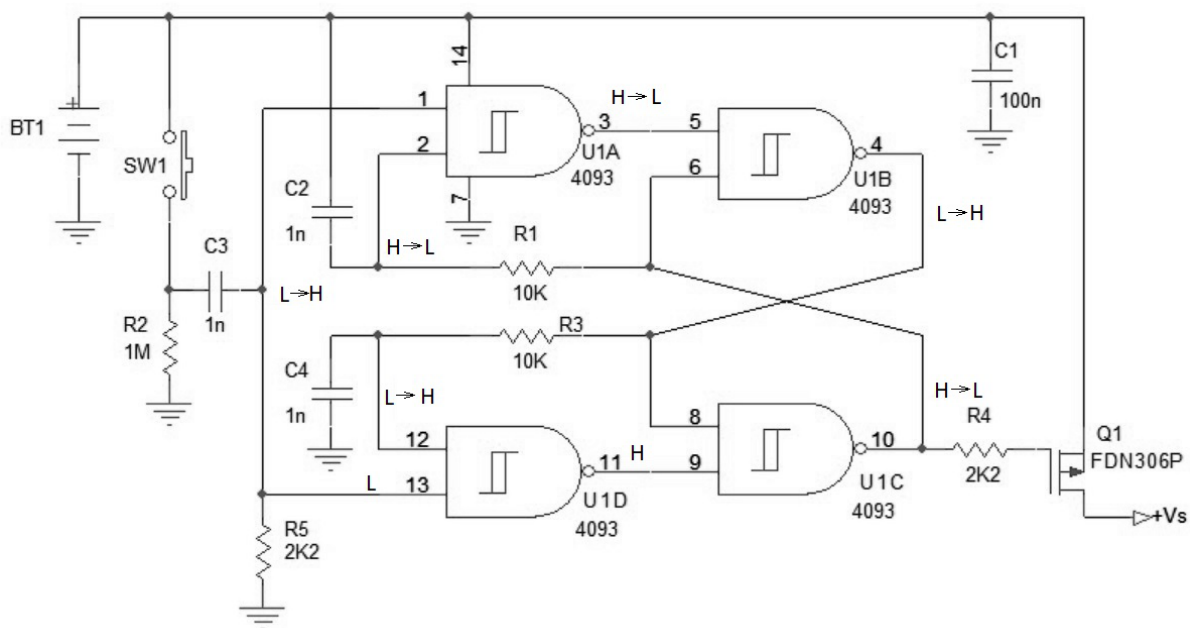 BT1
+
SW1
C3
1n
R2
1M
C2
1n
14
1
2
3
U1A
4093
7
H→L
5
6
4
U1B
4093
L→H
C1
100n
H→L
R1
10K
L→H
R3
10K
C4
1n
L→H
12
13
11
U1D
4093
L
H
8
9
10
U1C
4093
H→L
R4
2K2
Q1
FDN306P
+Vs
R5
2K2